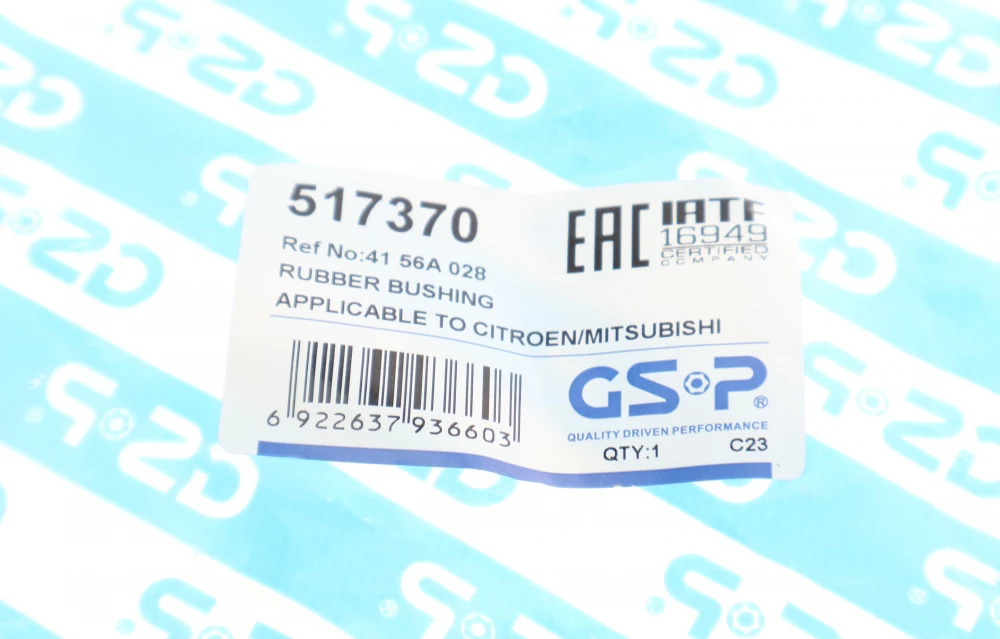 517370
Ref No:41 56A 028
RUBBER BUSHING
APPLICABLE TO CITROEN/MITSUBISHI
EAC
IATF
16949
CERTIFIED
COMPANY
6 922637 936603
GSP®
QUALITY DRIVEN PERFORMANCE
QTY:1
C23